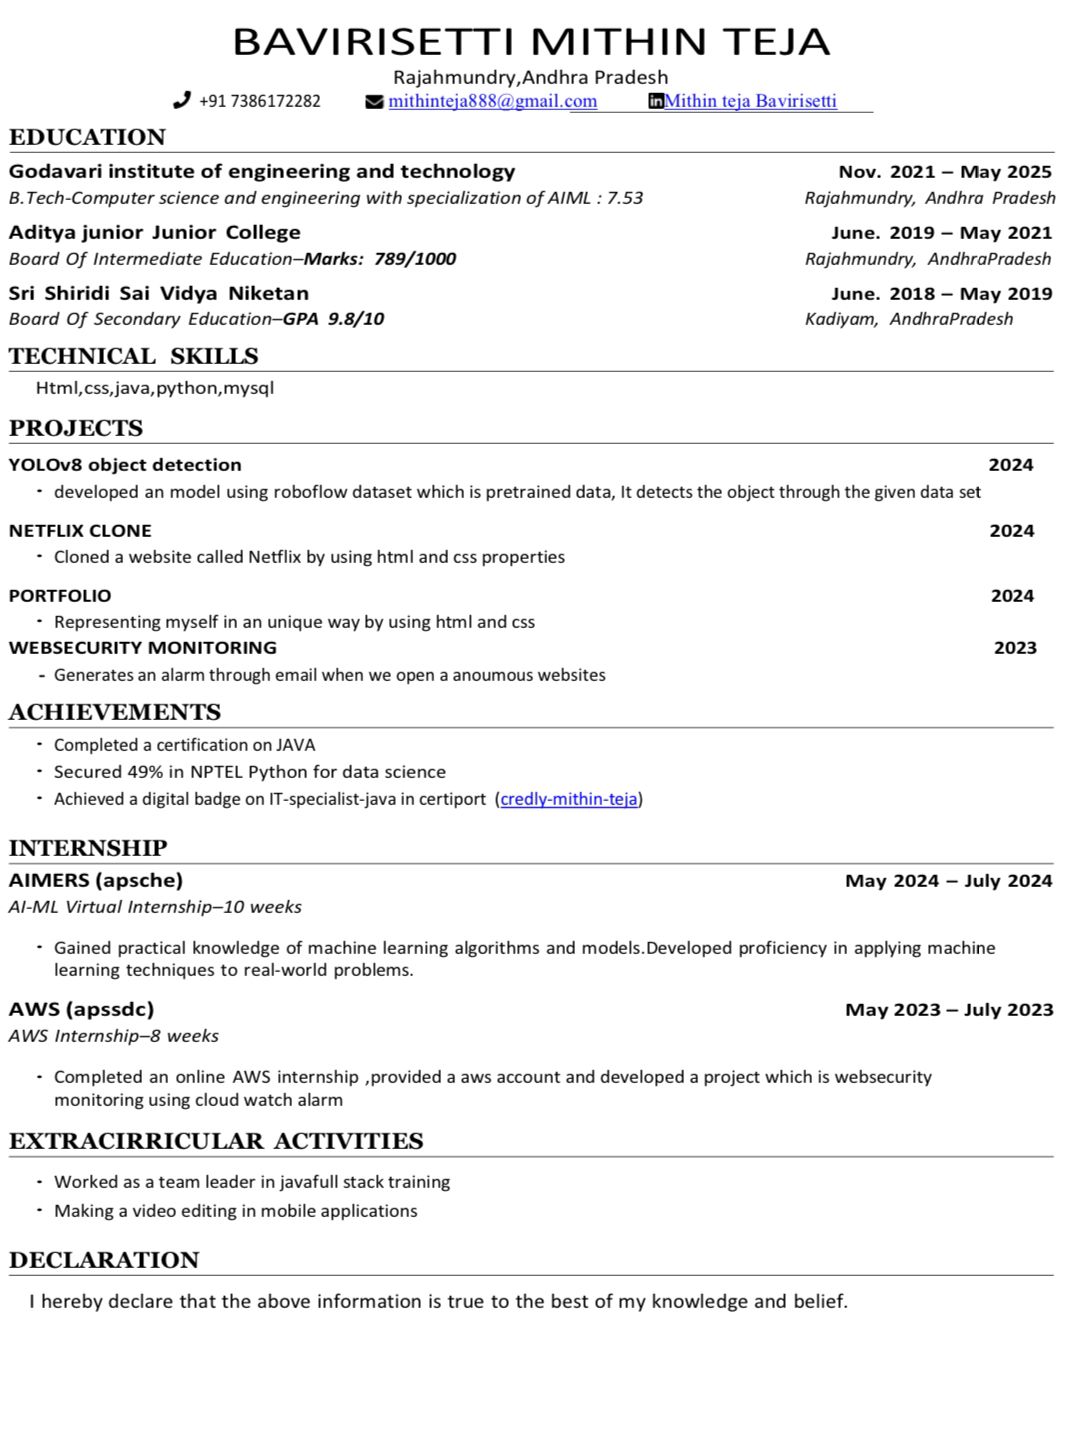 BAVIRISETTI MITHIN TEJA
Rajahmundry,Andhra Pradesh
+91 7386172282 mithinteja888@gmail.com Mithin teja Bavirisetti
EDUCATION
Godavari institute of engineering and technology Nov. 2021 – May 2025
B.Tech-Computer science and engineering with specialization of AIML : 7.53 Rajahmundry, Andhra Pradesh
Aditya junior Junior College June. 2019 – May 2021
Board Of Intermediate Education–Marks: 789/1000 Rajahmundry, AndhraPradesh
Sri Shiridi Sai Vidya Niketan June. 2018 – May 2019
Board Of Secondary Education–GPA 9.8/10 Kadiyam, AndhraPradesh
TECHNICAL SKILLS
Html,css,java,python,mysql
PROJECTS
YOLOv8 object detection 2024
- developed an model using roboflow dataset which is pretrained data, It detects the object through the given data set
NETFLIX CLONE 2024
- Cloned a website called Netflix by using html and css properties
PORTFOLIO 2024
- Representing myself in an unique way by using html and css
WEBSECURITY MONITORING 2023
- Generates an alarm through email when we open a anoumous websites
ACHIEVEMENTS
- Completed a certification on JAVA
- Secured 49% in NPTEL Python for data science
- Achieved a digital badge on IT-specialist-java in certiport (credly-mithin-teja)
INTERNSHIP
AIMERS (apsche) May 2024 – July 2024
AI-ML Virtual Internship–10 weeks
- Gained practical knowledge of machine learning algorithms and models.Developed proficiency in applying machine
learning techniques to real-world problems.
AWS (apssdc) May 2023 – July 2023
AWS Internship–8 weeks
- Completed an online AWS internship ,provided a aws account and developed a project which is websecurity
monitoring using cloud watch alarm
EXTRACIRRICULAR ACTIVITIES
- Worked as a team leader in javafull stack training
- Making a video editing in mobile applications
DECLARATION
I hereby declare that the above information is true to the best of my knowledge and belief.